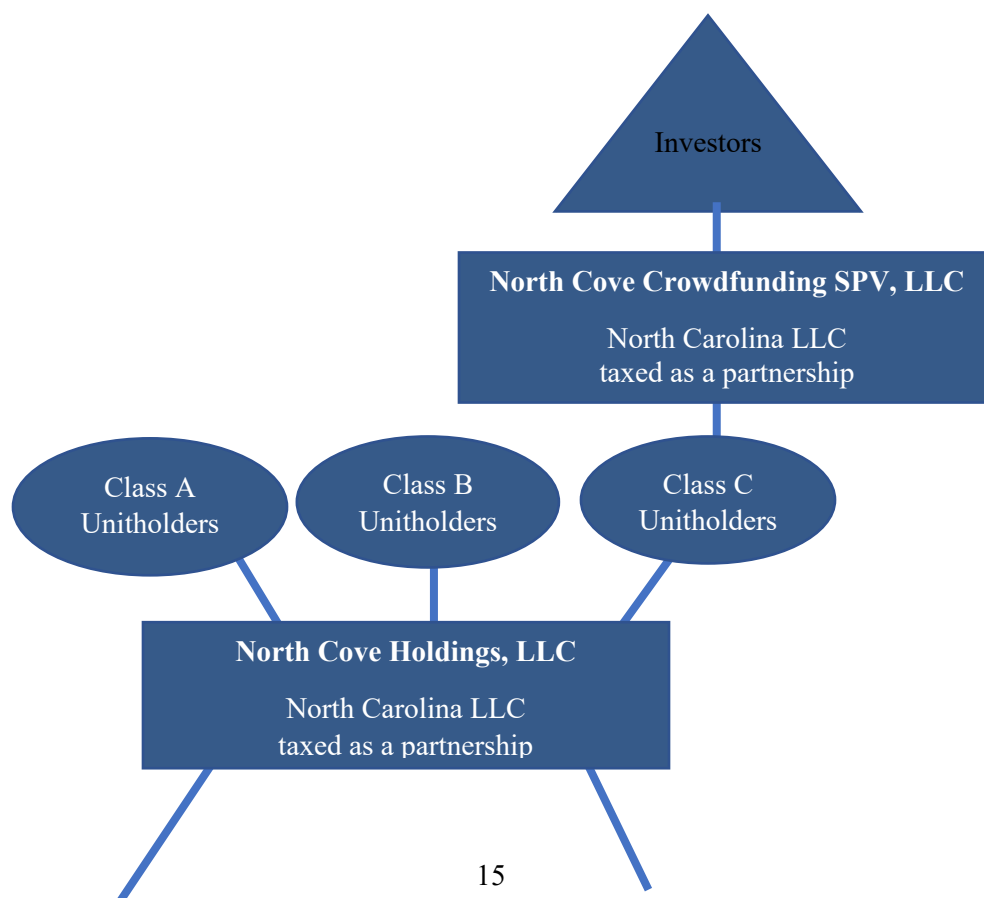 Investors
North Cove Crowdfunding SPV, LLC
North Carolina LLC
taxed as a partnership
Class A
Unitholders
Class B
Unitholders
Class C
Unitholders
North Cove Holdings, LLC
North Carolina LLC
taxed as a partnership
15